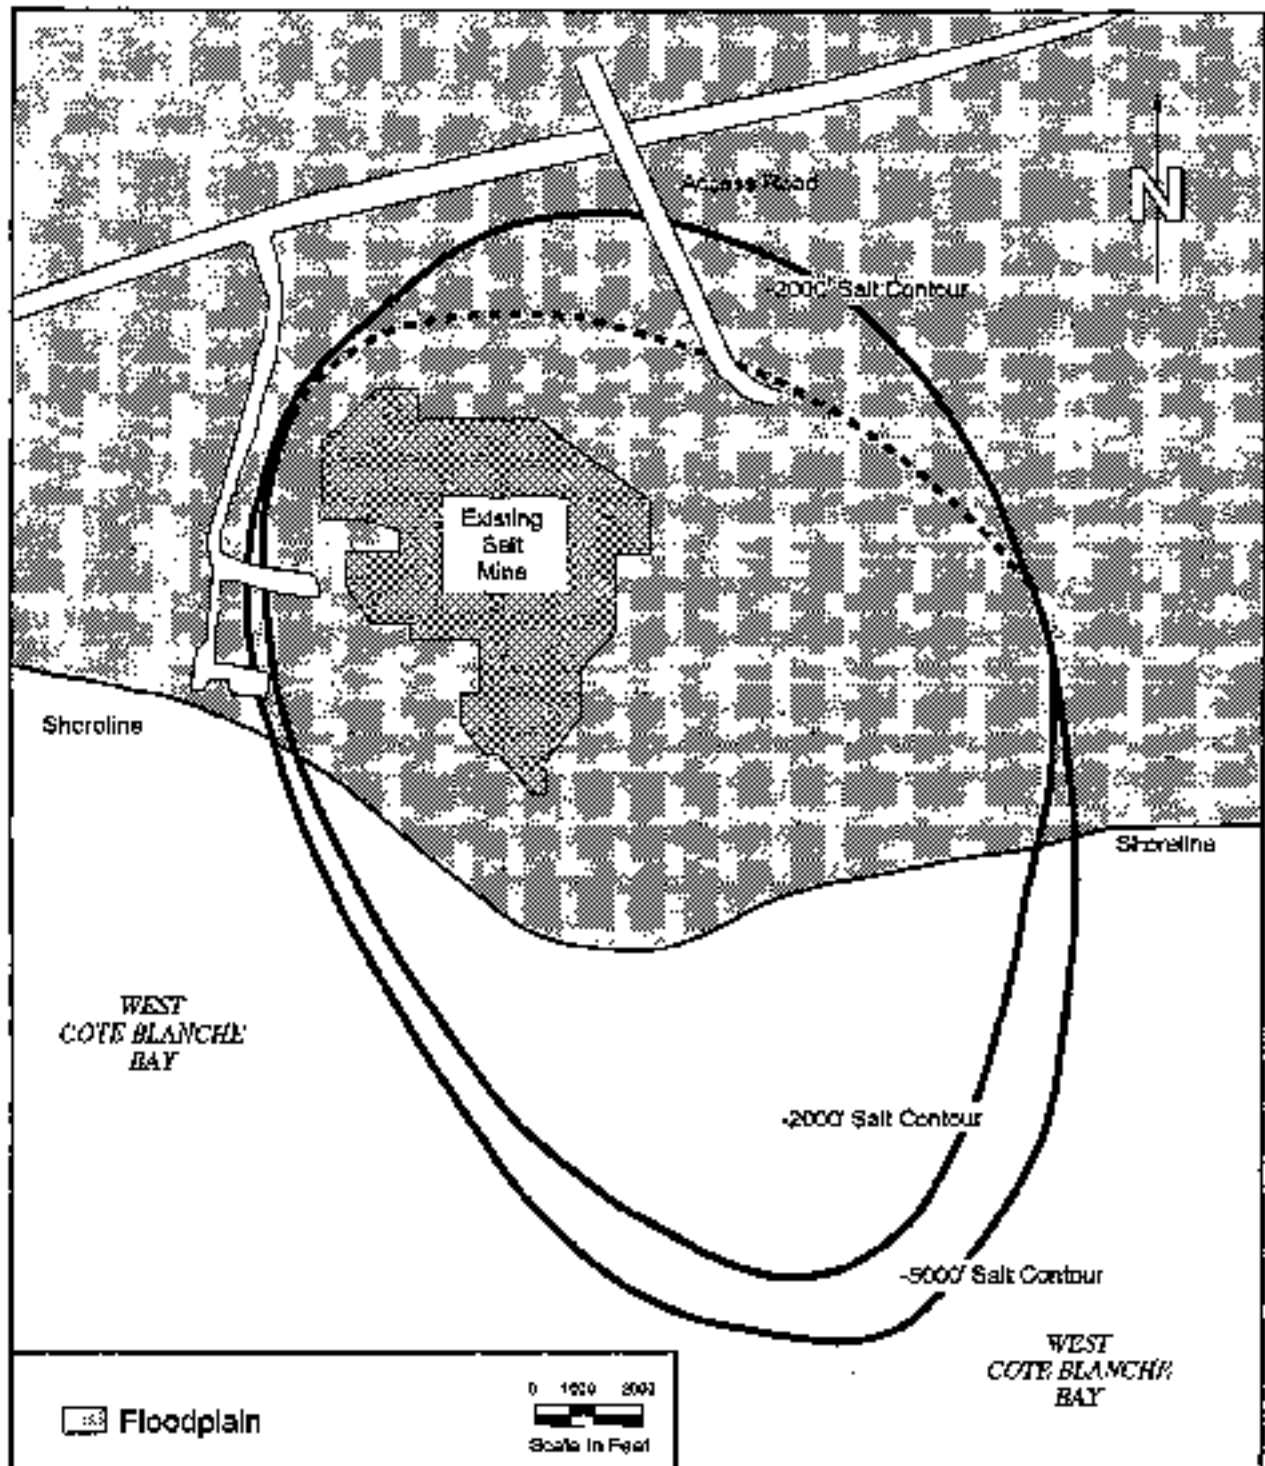 Access Road
N
-2000' Salt Contour
Existing
Salt
Mine
Shoreline
Shoreline
WEST
COTE BLANCHE
BAY
-2000' Salt Contour
Salt Contour
WEST
COTE BLANCHE
BAY
Floodplain
0
Scale in Feet